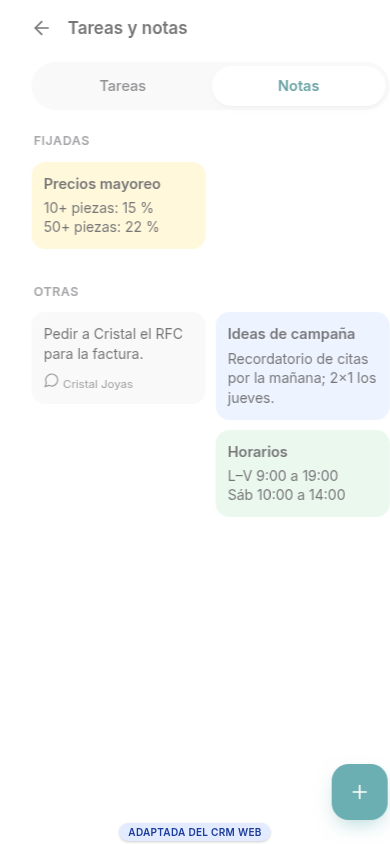 Tareas y notas
Tareas
Notas
FIJADAS
Precios mayoreo
10+ piezas: 15 %
50+ piezas: 22 %
OTRAS
Pedir a Cristal el RFC
para la factura.
Cristal Joyas
Ideas de campaña
Recordatorio de citas
por la mañana; 2×1 los
jueves.
Horarios
L–V 9:00 a 19:00
Sáb 10:00 a 14:00
ADAPTADA DEL CRM WEB